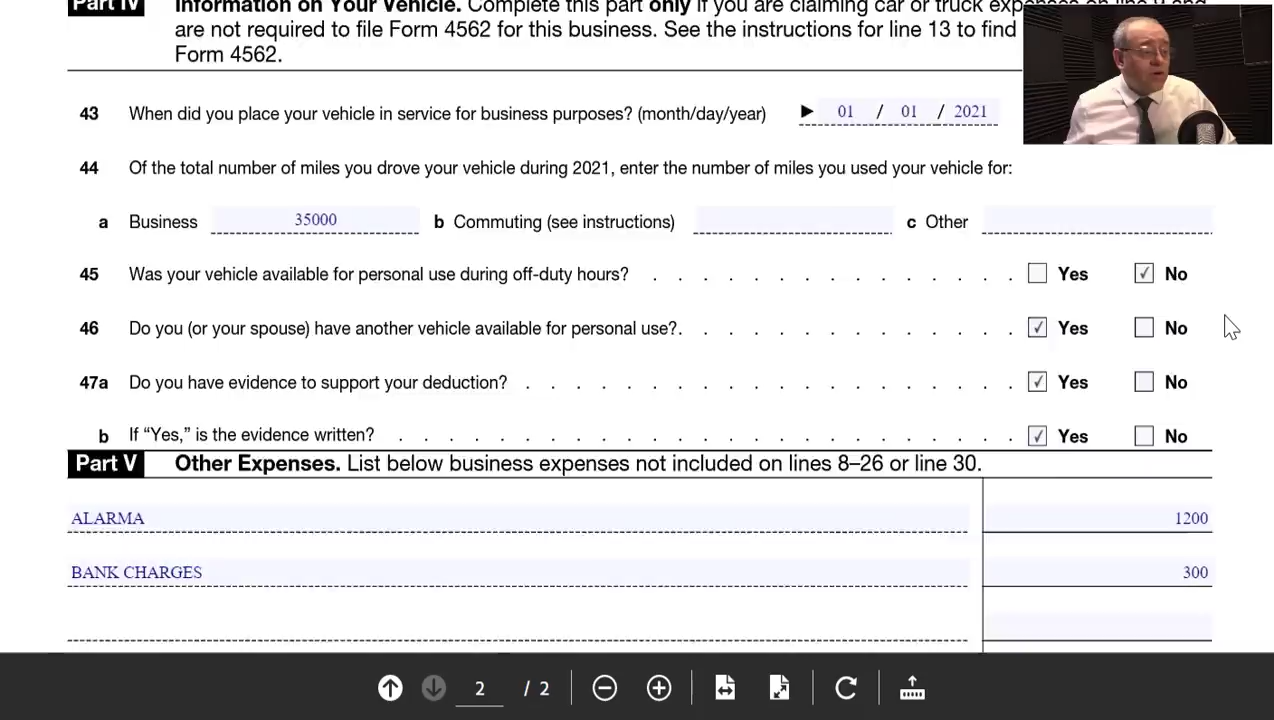 Part IV Information on Your Vehicle. Complete this part only if you are claiming car or truck expenses on line 9 and
are not required to file Form 4562 for this business. See the instructions for line 13 to find
Form 4562.
43 When did you place your vehicle in service for business purposes? (month/day/year) ▶ 01 / 01 / 2021
44 Of the total number of miles you drove your vehicle during 2021, enter the number of miles you used your vehicle for:
a Business 35000 b Commuting (see instructions) c Other
45 Was your vehicle available for personal use during off-duty hours? . . . . . . . . . . . . . . . Yes ✓ No
46 Do you (or your spouse) have another vehicle available for personal use?. . . . . . . . . . . . . . ✓ Yes No
47a Do you have evidence to support your deduction? . . . . . . . . . . . . . . . . . . . . ✓ Yes No
b If “Yes,” is the evidence written? . . . . . . . . . . . . . . . . . . . . . . . . . ✓ Yes No
Part V Other Expenses. List below business expenses not included on lines 8–26 or line 30.
ALARMA 1200
BANK CHARGES 300
2 / 2